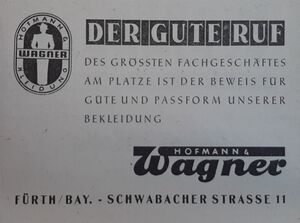 HOFMANN &
WAGNER
KLEIDUNG
DER GUTE RUF
DES GRÖSSTEN FACHGESCHÄFTES
AM PLATZE IST DER BEWEIS FÜR
GÜTE UND PASSFORM UNSERER
BEKLEIDUNG
HOFMANN &
Wagner
FÜRTH/BAY. - SCHWABACHER STRASSE 11